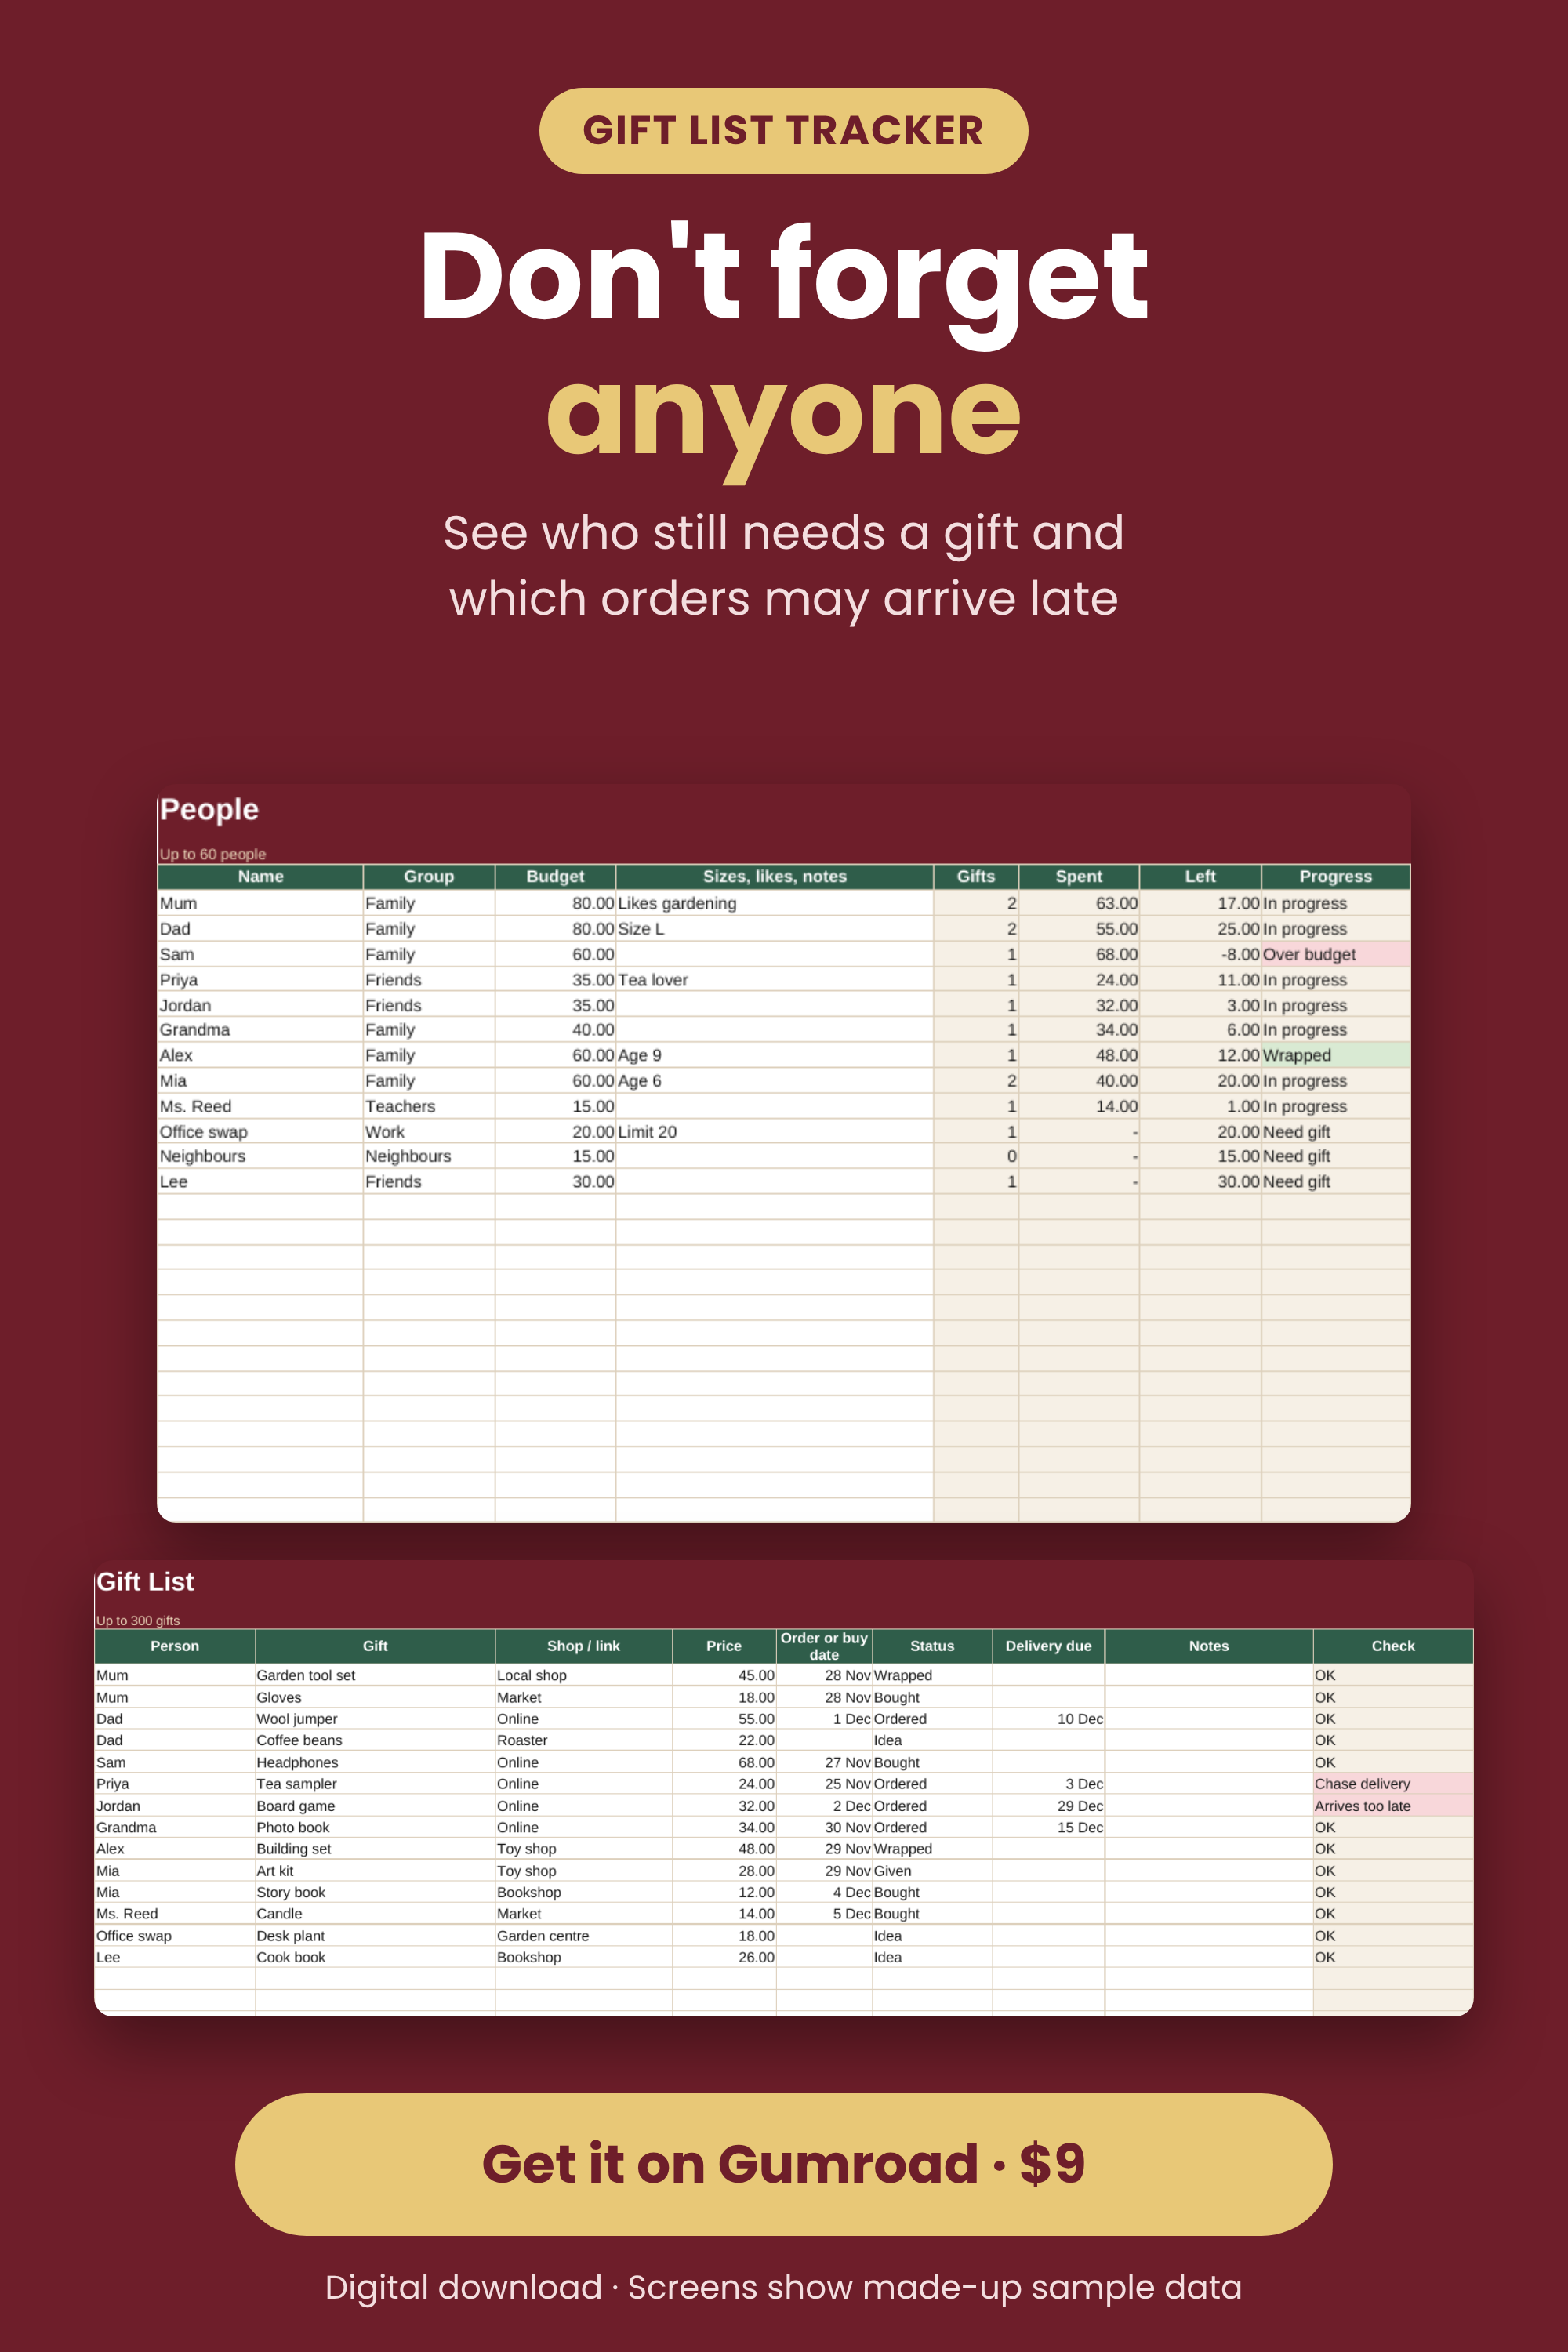 GIFT LIST TRACKER
Don't forget
anyone
See who still needs a gift and
which orders may arrive late
People
Up to 60 people
Name Group Budget Sizes, likes, notes Gifts Spent Left Progress
Mum Family 80.00 Likes gardening 2 63.00 17.00 In progress
Dad Family 80.00 Size L 2 55.00 25.00 In progress
Sam Family 60.00 1 68.00 -8.00 Over budget
Priya Friends 35.00 Tea lover 1 24.00 11.00 In progress
Jordan Friends 35.00 1 32.00 3.00 In progress
Grandma Family 40.00 1 34.00 6.00 In progress
Alex Family 60.00 Age 9 1 48.00 12.00 Wrapped
Mia Family 60.00 Age 6 2 40.00 20.00 In progress
Ms. Reed Teachers 15.00 1 14.00 1.00 In progress
Office swap Work 20.00 Limit 20 1 - 20.00 Need gift
Neighbours Neighbours 15.00 0 - 15.00 Need gift
Lee Friends 30.00 1 - 30.00 Need gift
Gift List
Up to 300 gifts
Person Gift Shop / link Price Order or buy date Status Delivery due Notes Check
Mum Garden tool set Local shop 45.00 28 Nov Wrapped OK
Mum Gloves Market 18.00 28 Nov Bought OK
Dad Wool jumper Online 55.00 1 Dec Ordered 10 Dec OK
Dad Coffee beans Roaster 22.00 Idea OK
Sam Headphones Online 68.00 27 Nov Bought OK
Priya Tea sampler Online 24.00 25 Nov Ordered 3 Dec Chase delivery
Jordan Board game Online 32.00 2 Dec Ordered 29 Dec Arrives too late
Grandma Photo book Online 34.00 30 Nov Ordered 15 Dec OK
Alex Building set Toy shop 48.00 29 Nov Wrapped OK
Mia Art kit Toy shop 28.00 29 Nov Given OK
Mia Story book Bookshop 12.00 4 Dec Bought OK
Ms. Reed Candle Market 14.00 5 Dec Bought OK
Office swap Desk plant Garden centre 18.00 Idea OK
Lee Cook book Bookshop 26.00 Idea OK
Get it on Gumroad · $9
Digital download · Screens show made-up sample data